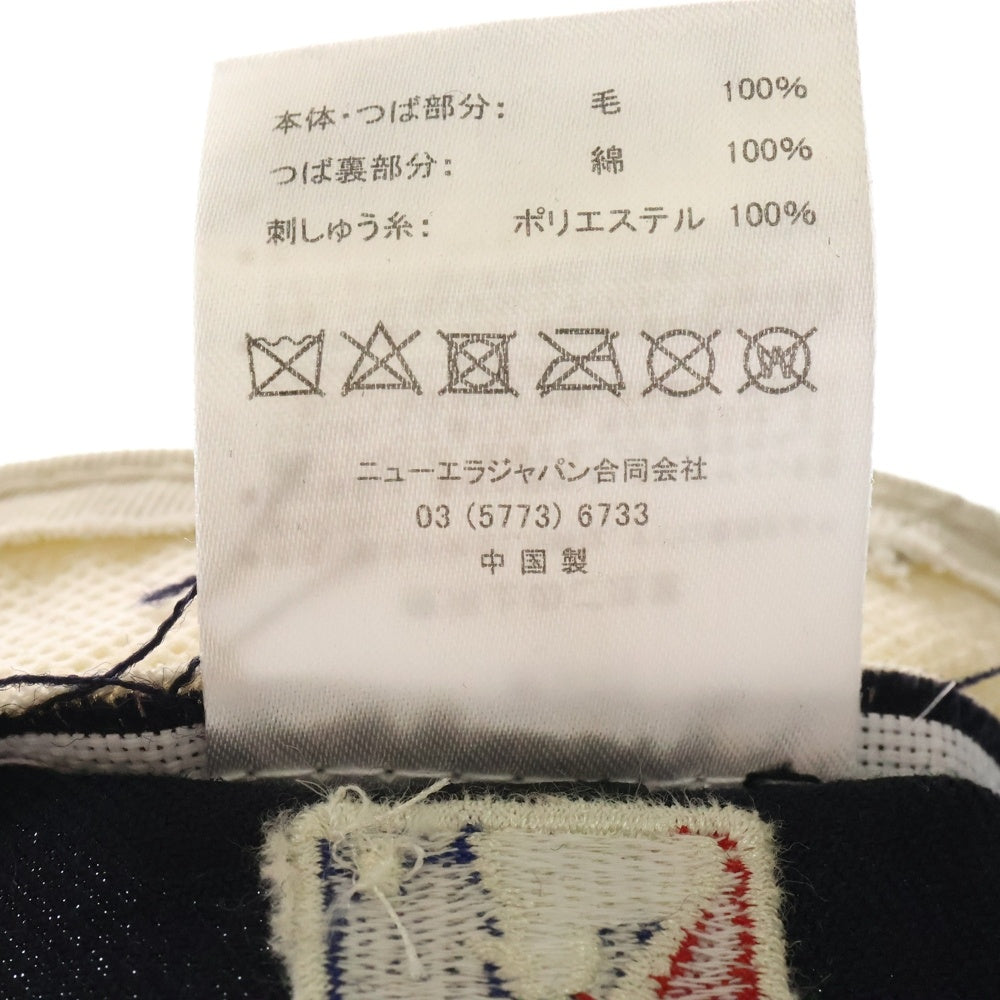 本体・つば部分: 毛 100%
つば裏部分: 綿 100%
刺しゅう糸: ポリエステル 100%
W
ニューエラジャパン合同会社
03 (5773) 6733
中国製